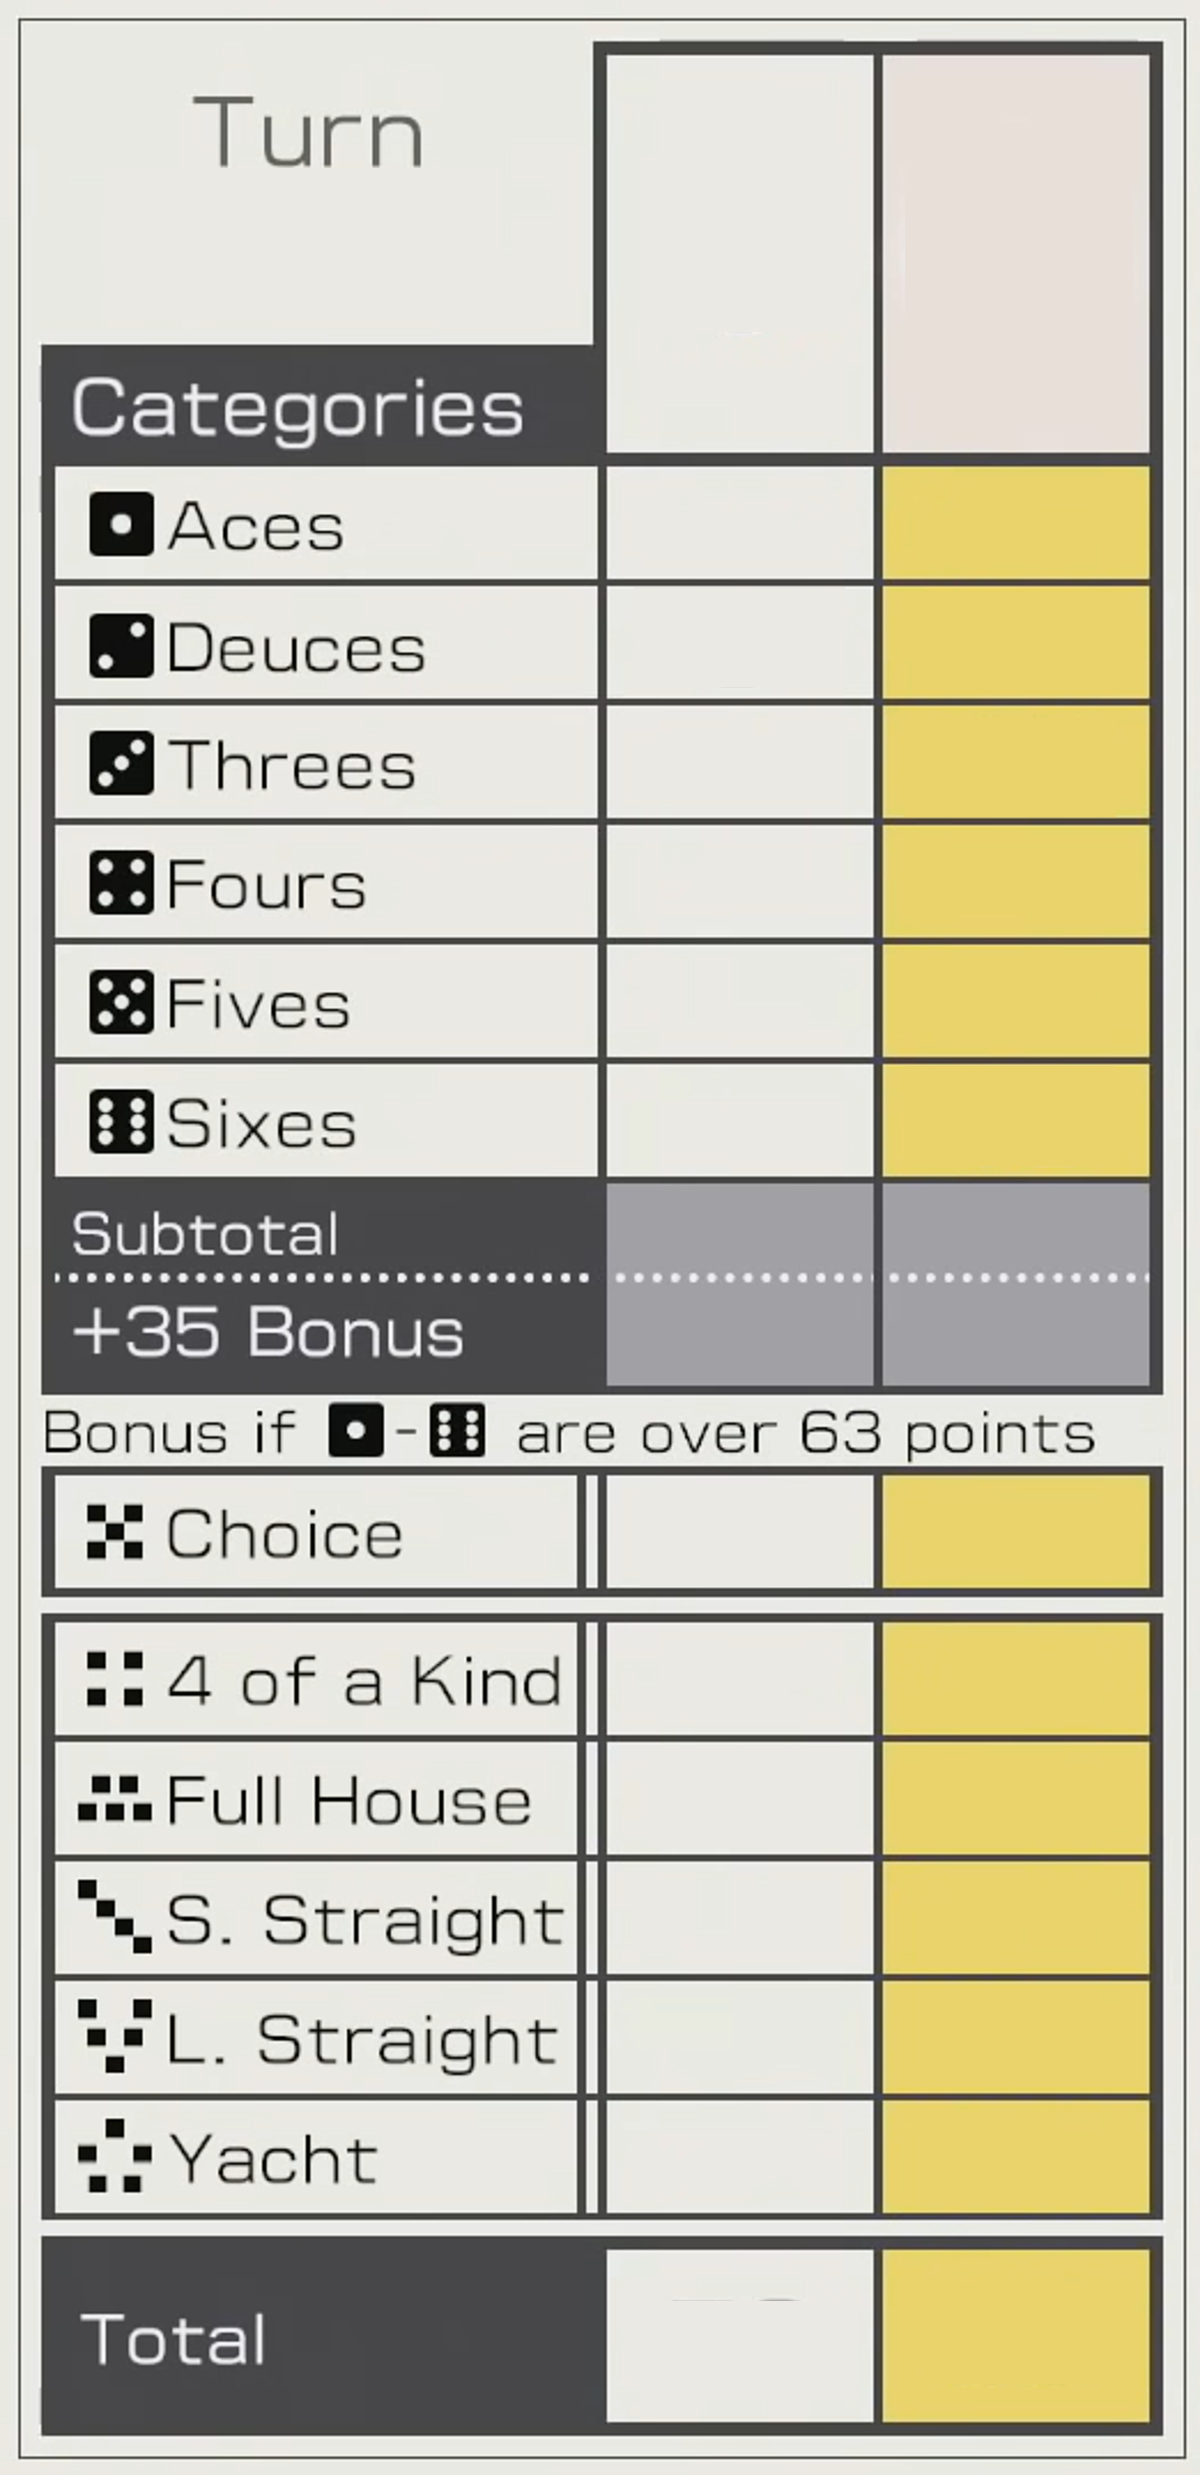 Turn
Categories
Aces
Deuces
Threes
Fours
Fives
Sixes
Subtotal
+35 Bonus
Bonus if - are over 63 points
Choice
4 of a Kind
Full House
S. Straight
L. Straight
Yacht
Total